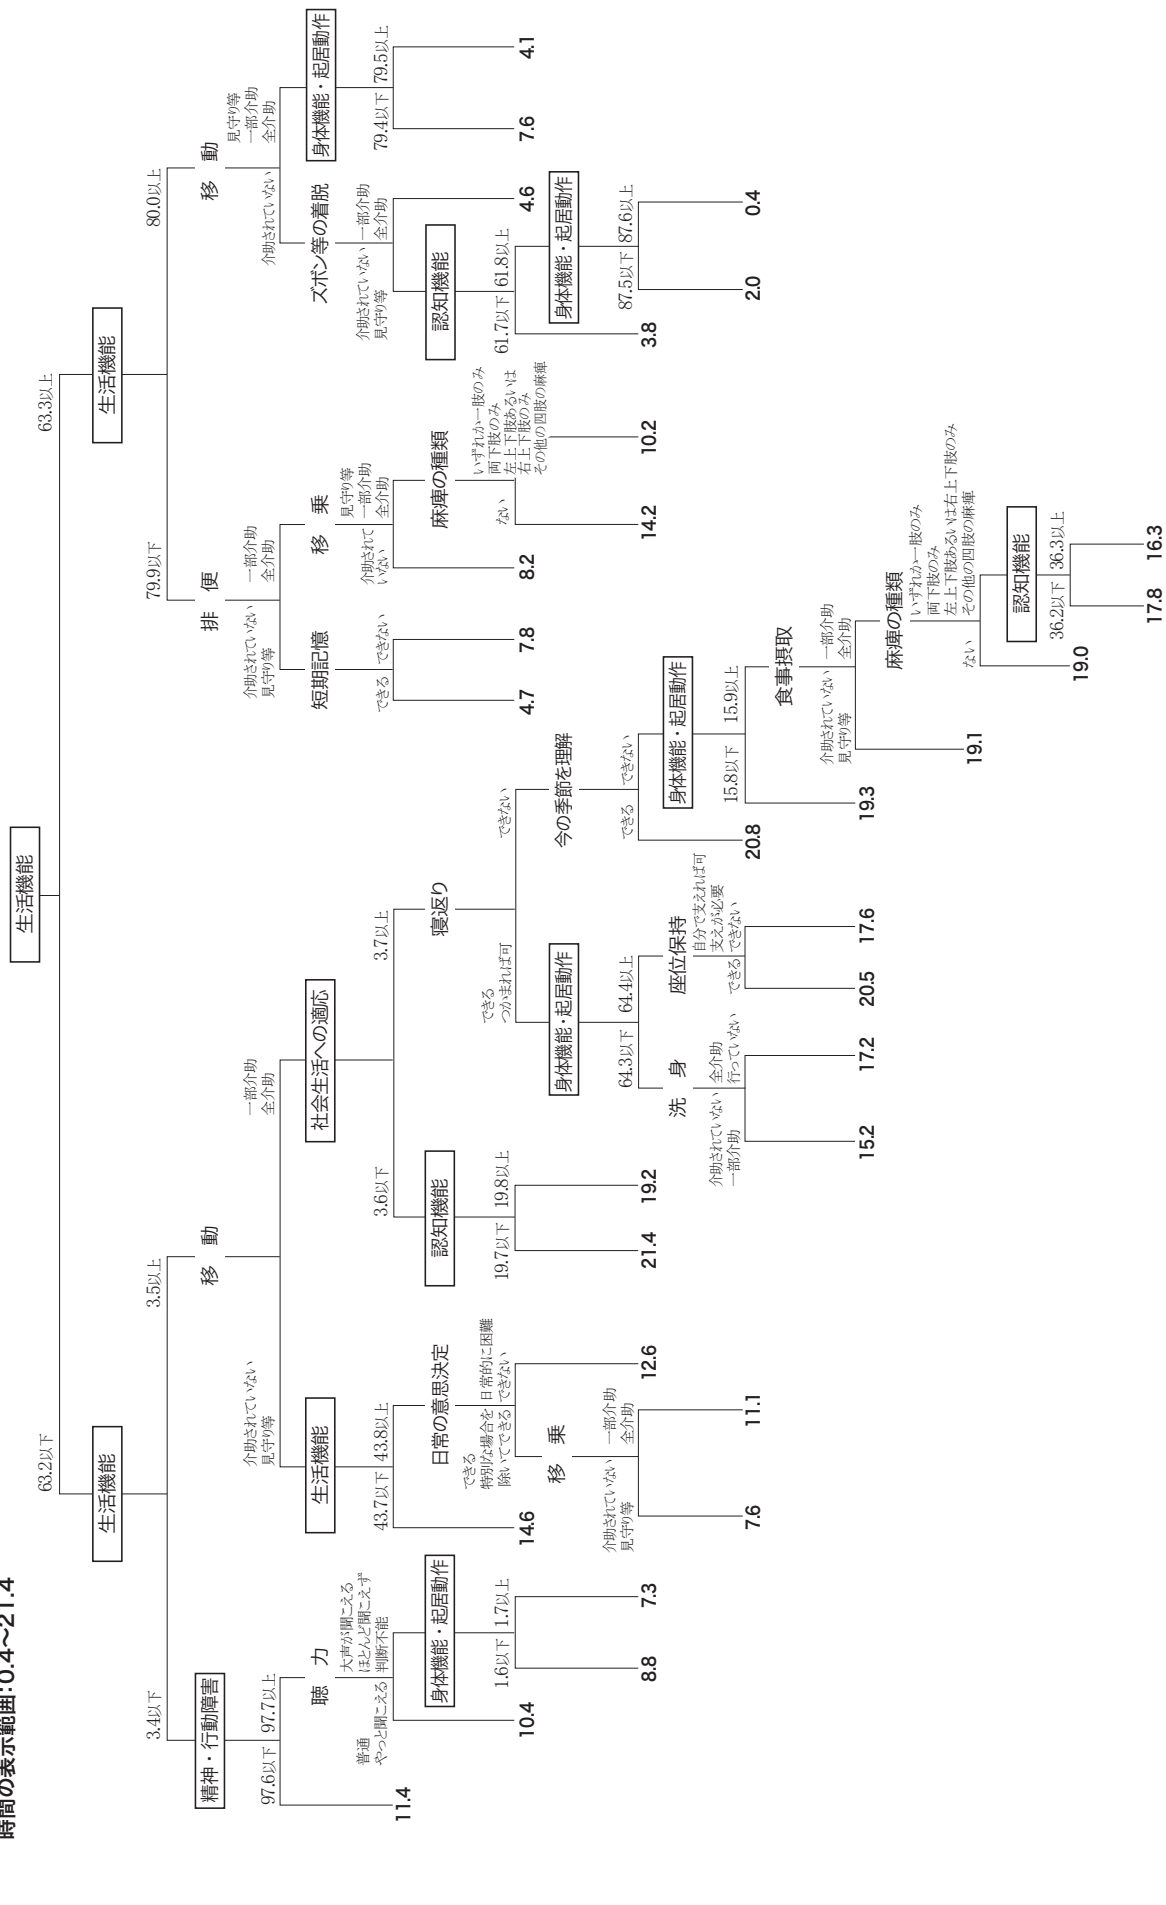 時間の表示範囲：0.4〜21.4
生活機能
63.2以下
63.3以上
生活機能
生活機能
3.4以下
3.5以上
79.9以下
80.0以上
精神・行動障害
移 動
排 便
移 動
97.6以下
97.7以上
介助されていない
見守り等
一部介助
全介助
介助されていない
見守り等
一部介助
全介助
介助されていない
見守り等
一部介助
全介助
聴 力
生活機能
社会生活への適応
短期記憶
移 乗
ズボン等の着脱
身体機能・起居動作
普通
やっと聞こえる
大声が聞こえる
ほとんど聞こえず
判断不能
43.7以下
43.8以上
3.6以下
3.7以上
できる
できない
介助されて
いない
見守り等
一部介助
全介助
介助されていない
見守り等
一部介助
全介助
79.4以下
79.5以上
11.4
身体機能・起居動作
日常の意思決定
認知機能
寝返り
麻痺の種類
認知機能
1.6以下
1.7以上
できる
特別な場合を
除いてできる
日常的に困難
できない
19.7以下
19.8以上
できる
つかまれば可
できない
ない
いずれか一肢のみ
両下肢のみ
左上下肢あるいは
右上下肢のみ
その他の四肢の麻痺
61.7以下
61.8以上
10.4
14.6
4.7
7.8
8.2
4.6
7.6
4.1
移 乗
身体機能・起居動作
今の季節を理解
身体機能・起居動作
介助されていない
見守り等
一部介助
全介助
64.3以下
64.4以上
できる
できない
87.5以下
87.6以上
8.8
7.3
12.6
21.4
19.2
14.2
10.2
3.8
洗 身
座位保持
身体機能・起居動作
介助されていない
一部介助
全介助
行っていない
できる
自分で支えれば可
支えが必要
できない
15.8以下
15.9以上
7.6
11.1
20.8
2.0
0.4
食事摂取
介助されていない
見守り等
一部介助
全介助
15.2
17.2
20.5
17.6
19.3
麻痺の種類
ない
いずれか一肢のみ
両下肢のみ
左上下肢あるいは右上下肢のみ
その他の四肢の麻痺
19.1
認知機能
36.2以下
36.3以上
19.0
17.8
16.3